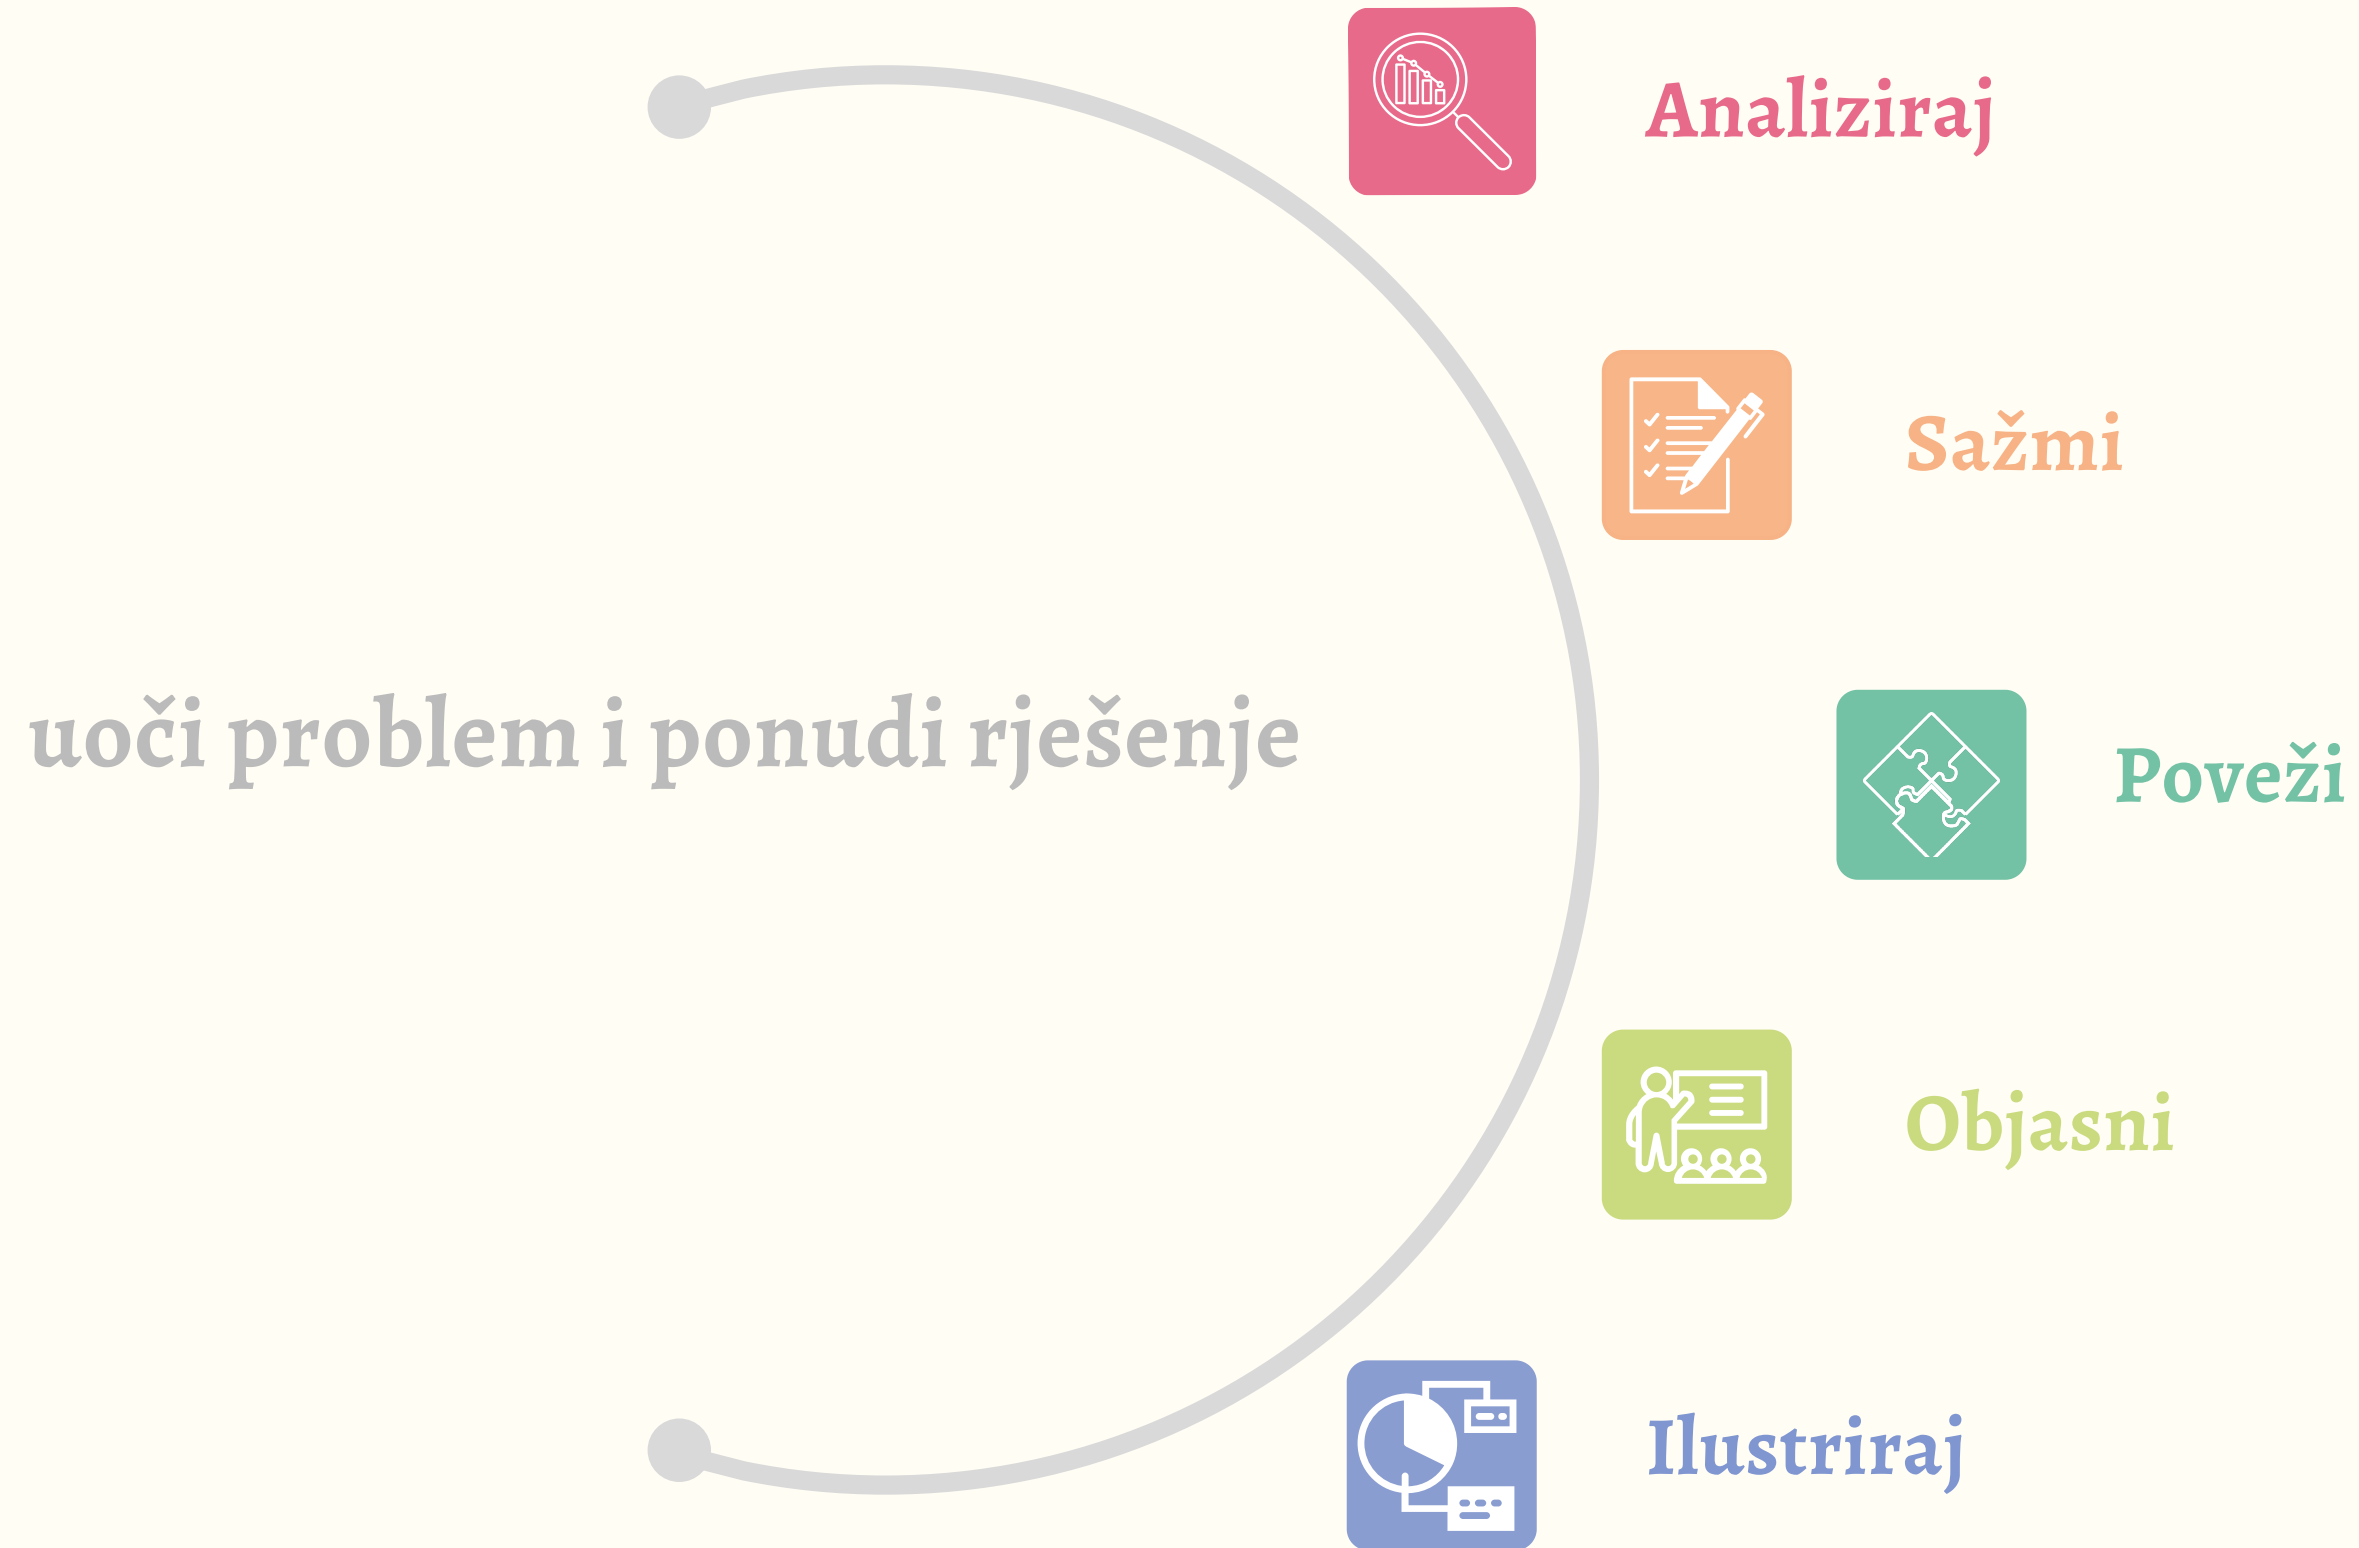 Analiziraj
Sažmi
uoči problem i ponudi rješenje
Poveži
Objasni
Ilustriraj